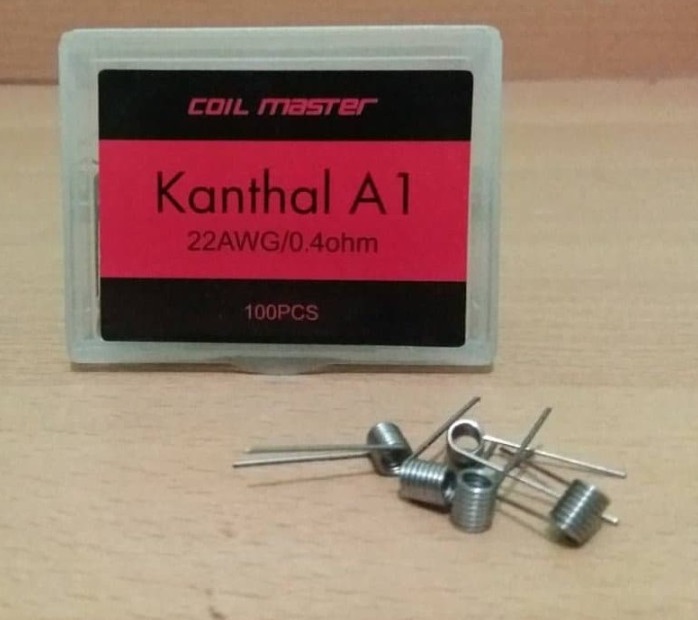 COIL MASTER
Kanthal A1
22AWG/0.4ohm
100PCS